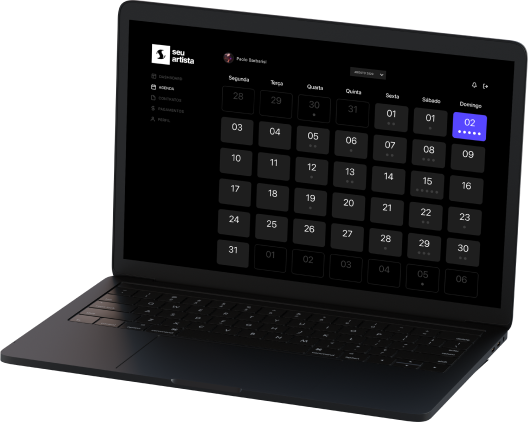 seu
artista
Paolo
AGENDA
Segunda Terça Quarta Quinta Sexta Sábado Domingo
28 29 30 31 01 01 02
03 04 05 06 07 08 09
10 11 12 13 14 15 16
17 18 19 20 21 22 23
24 25 26 27 28 29 30
31 01 02 03 04 05 06